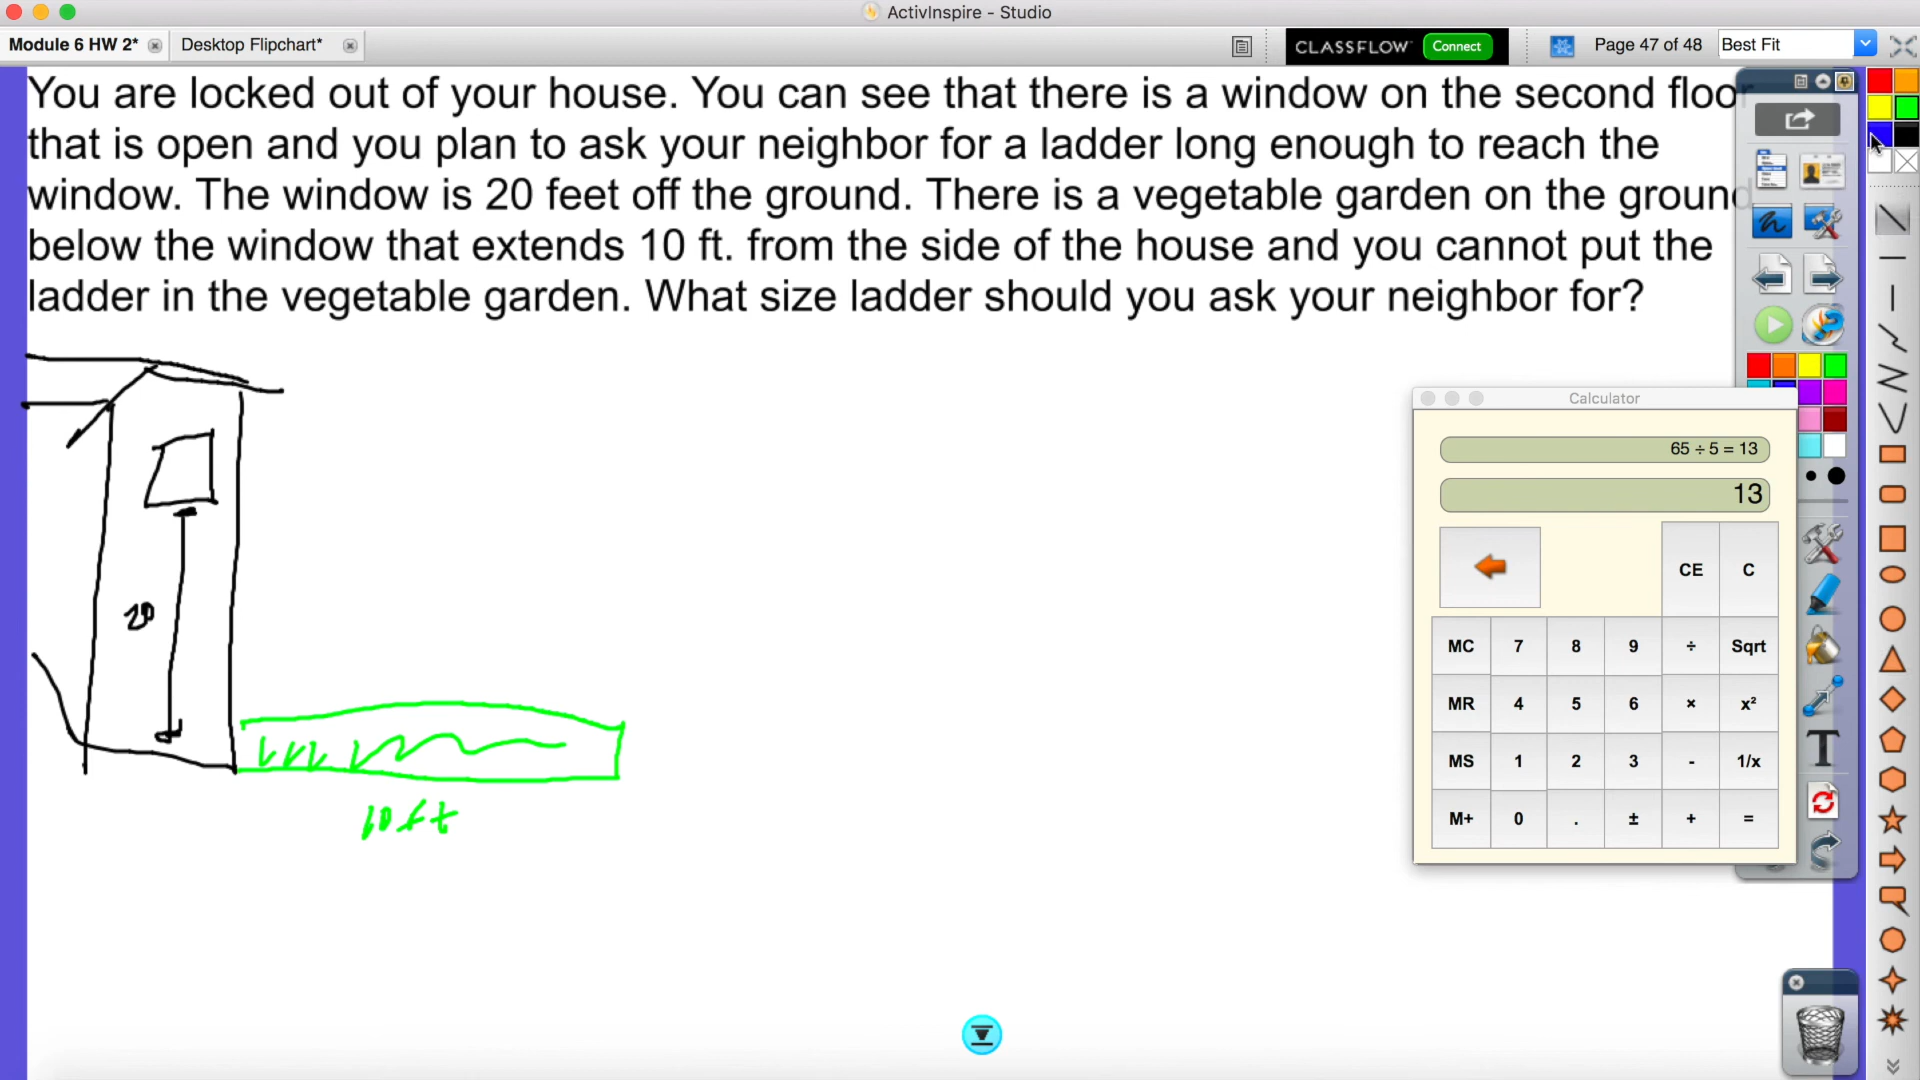 ActivInspire - Studio
Module 6 HW 2*
Desktop Flipchart*
CLASSFLOW Connect
Page 47 of 48
Best Fit
You are locked out of your house. You can see that there is a window on the second floor
that is open and you plan to ask your neighbor for a ladder long enough to reach the
window. The window is 20 feet off the ground. There is a vegetable garden on the ground
below the window that extends 10 ft. from the side of the house and you cannot put the
ladder in the vegetable garden. What size ladder should you ask your neighbor for?
20
10 ft
Calculator
65 ÷ 5 = 13
13
CE C
MC 7 8 9 ÷ Sqrt
MR 4 5 6 × x²
MS 1 2 3 - 1/x
M+ 0 . ± + =
T